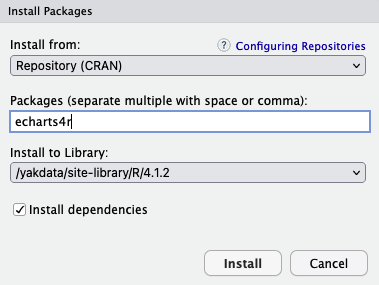 Install Packages
Install from:
? Configuring Repositories
Repository (CRAN)
Packages (separate multiple with space or comma):
echarts4r
Install to Library:
/yakdata/site-library/R/4.1.2
Install dependencies
Install
Cancel